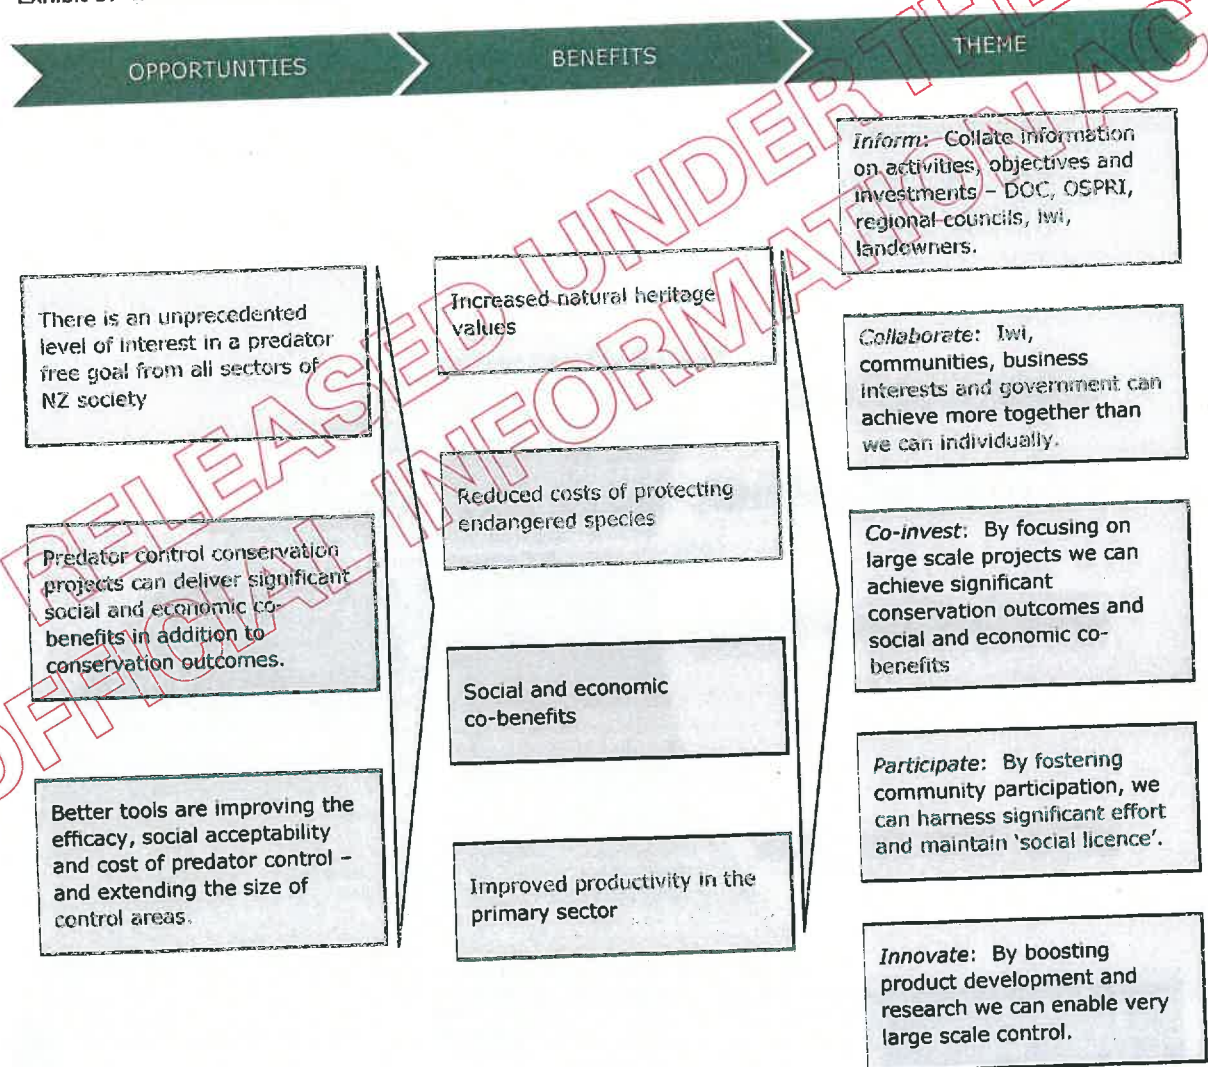 OPPORTUNITIES
BENEFITS
THEME
There is an unprecedented
level of interest in a predator
free goal from all sectors of
NZ society
Predator control conservation
projects can deliver significant
social and economic co-
benefits in addition to
conservation outcomes.
Better tools are improving the
efficacy, social acceptability
and cost of predator control –
and extending the size of
control areas.
Increased natural heritage
values
Reduced costs of protecting
endangered species
Social and economic
co-benefits
Improved productivity in the
primary sector
Inform: Collate information
on activities, objectives and
investments – DOC, OSPRI,
regional councils, iwi,
landowners.
Collaborate: Iwi,
communities, business
interests and government can
achieve more together than
we can individually.
Co-invest: By focusing on
large scale projects we can
achieve significant
conservation outcomes and
social and economic co-
benefits
Participate: By fostering
community participation, we
can harness significant effort
and maintain ‘social licence’.
Innovate: By boosting
product development and
research we can enable very
large scale control.
RELEASED UNDER THE
OFFICIAL INFORMATION ACT